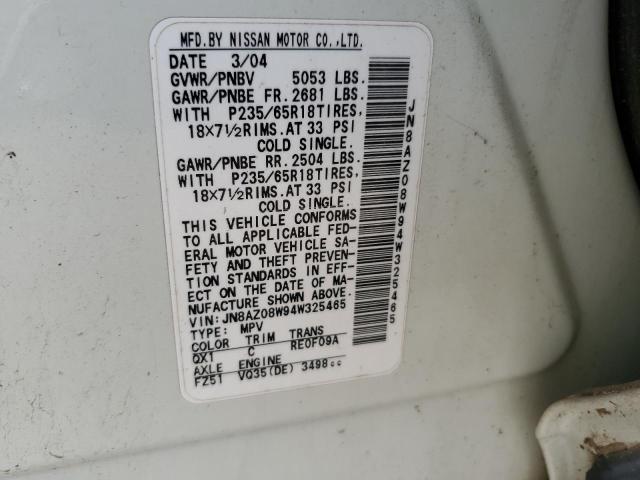 MFD.BY NISSAN MOTOR CO.,LTD.
DATE 3/04
GVWR/PNBV 5053 LBS.
GAWR/PNBE FR.2681 LBS.
WITH P235/65R18TIRES,
18X7½RIMS.AT 33 PSI
COLD SINGLE.
GAWR/PNBE RR.2504 LBS.
WITH P235/65R18TIRES,
18X7½RIMS.AT 33 PSI
COLD SINGLE.
THIS VEHICLE CONFORMS
TO ALL APPLICABLE FED-
ERAL MOTOR VEHICLE SA-
FETY AND THEFT PREVEN-
TION STANDARDS IN EFF-
ECT ON THE DATE OF MA-
NUFACTURE SHOWN ABOVE.
VIN:JN8AZ08W94W325465
TYPE: MPV
COLOR TRIM TRANS
QX1 C RE0F09A
AXLE ENGINE
FZ51 VQ35(DE) 3498cc
JN8AZ08W94W325465